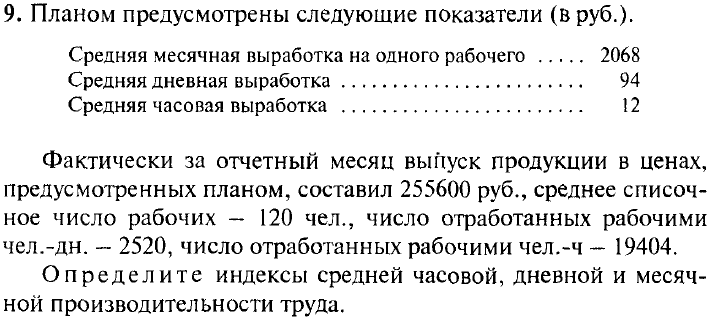 9. Планом предусмотрены следующие показатели (в руб.).
Средняя месячная выработка на одного рабочего ..... 2068
Средняя дневная выработка ........................ 94
Средняя часовая выработка ........................ 12
Фактически за отчетный месяц выпуск продукции в ценах,
предусмотренных планом, составил 255600 руб., среднее списоч-
ное число рабочих – 120 чел., число отработанных рабочими
чел.-дн. – 2520, число отработанных рабочими чел.-ч – 19404.
Определите индексы средней часовой, дневной и месяч-
ной производительности труда.